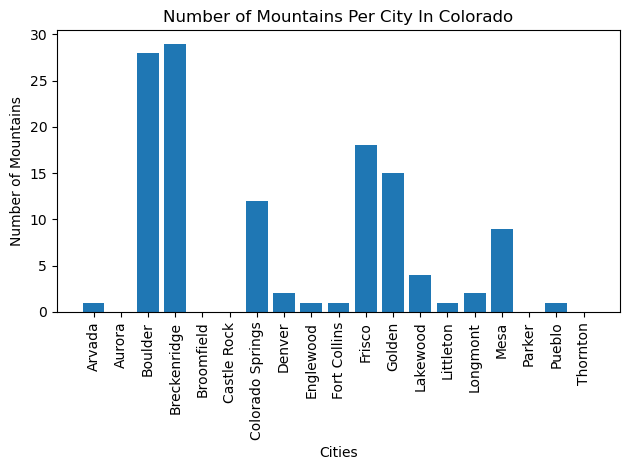 Number of Mountains Per City In Colorado
30
25
20
15
10
5
0
Number of Mountains
Arvada
Aurora
Boulder
Breckenridge
Broomfield
Castle Rock
Colorado Springs
Denver
Englewood
Fort Collins
Frisco
Golden
Lakewood
Littleton
Longmont
Mesa
Parker
Pueblo
Thornton
Cities